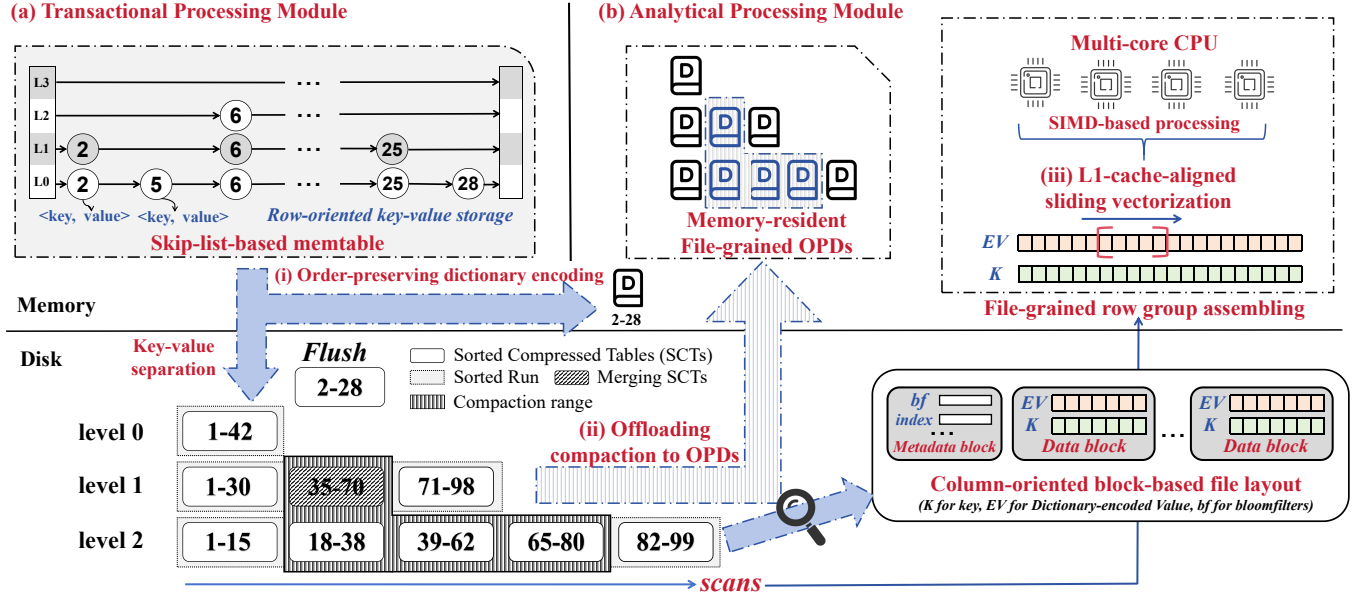 (a) Transactional Processing Module
L3
...
L2
6
...
L1
2
6
...
25
L0
2
5
6
...
25
28
<key, value>
<key, value>
Row-oriented key-value storage
Skip-list-based memtable
(b) Analytical Processing Module
D
D
D
D
D
D
D
D
D
Memory-resident
File-grained OPDs
Multi-core CPU
SIMD-based processing
(iii) L1-cache-aligned
sliding vectorization
EV
K
File-grained row group assembling
(i) Order-preserving dictionary encoding
D
2-28
Memory
Disk
Key-value
separation
Flush
2-28
Sorted Compressed Tables (SCTs)
Sorted Run
Merging SCTs
Compaction range
level 0
1-42
level 1
1-30
35-70
71-98
level 2
1-15
18-38
39-62
65-80
82-99
(ii) Offloading
compaction to OPDs
scans
bf
index
...
Metadata block
EV
K
Data block
...
EV
K
Data block
Column-oriented block-based file layout
(K for key, EV for Dictionary-encoded Value, bf for bloomfilters)